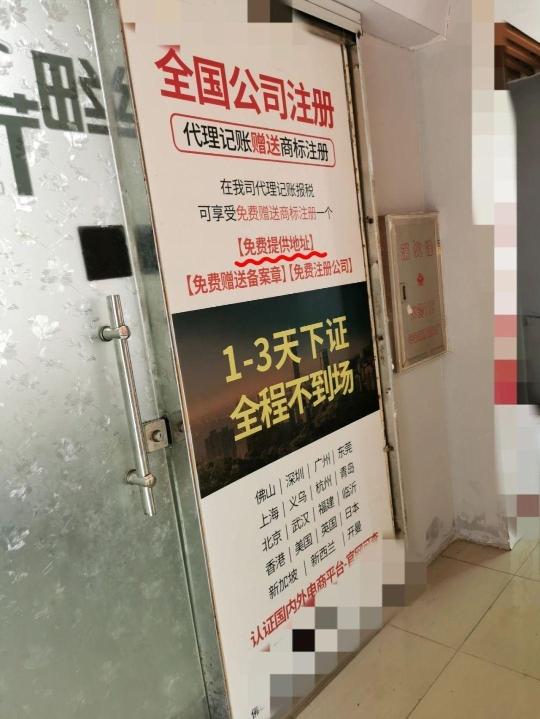 全国公司注册
代理记账赠送商标注册
在我司代理记账报税
可享受免费赠送商标注册一个
【免费提供地址】
【免费赠送备案章】【免费注册公司】
1-3天下证
全程不到场
佛山｜深圳｜广州｜东莞
上海｜义乌｜杭州｜青岛
北京｜武汉｜福建｜临沂
香港｜美国｜英国｜日本
新加坡｜新西兰｜开曼
认证国内外电商平台-官网可查